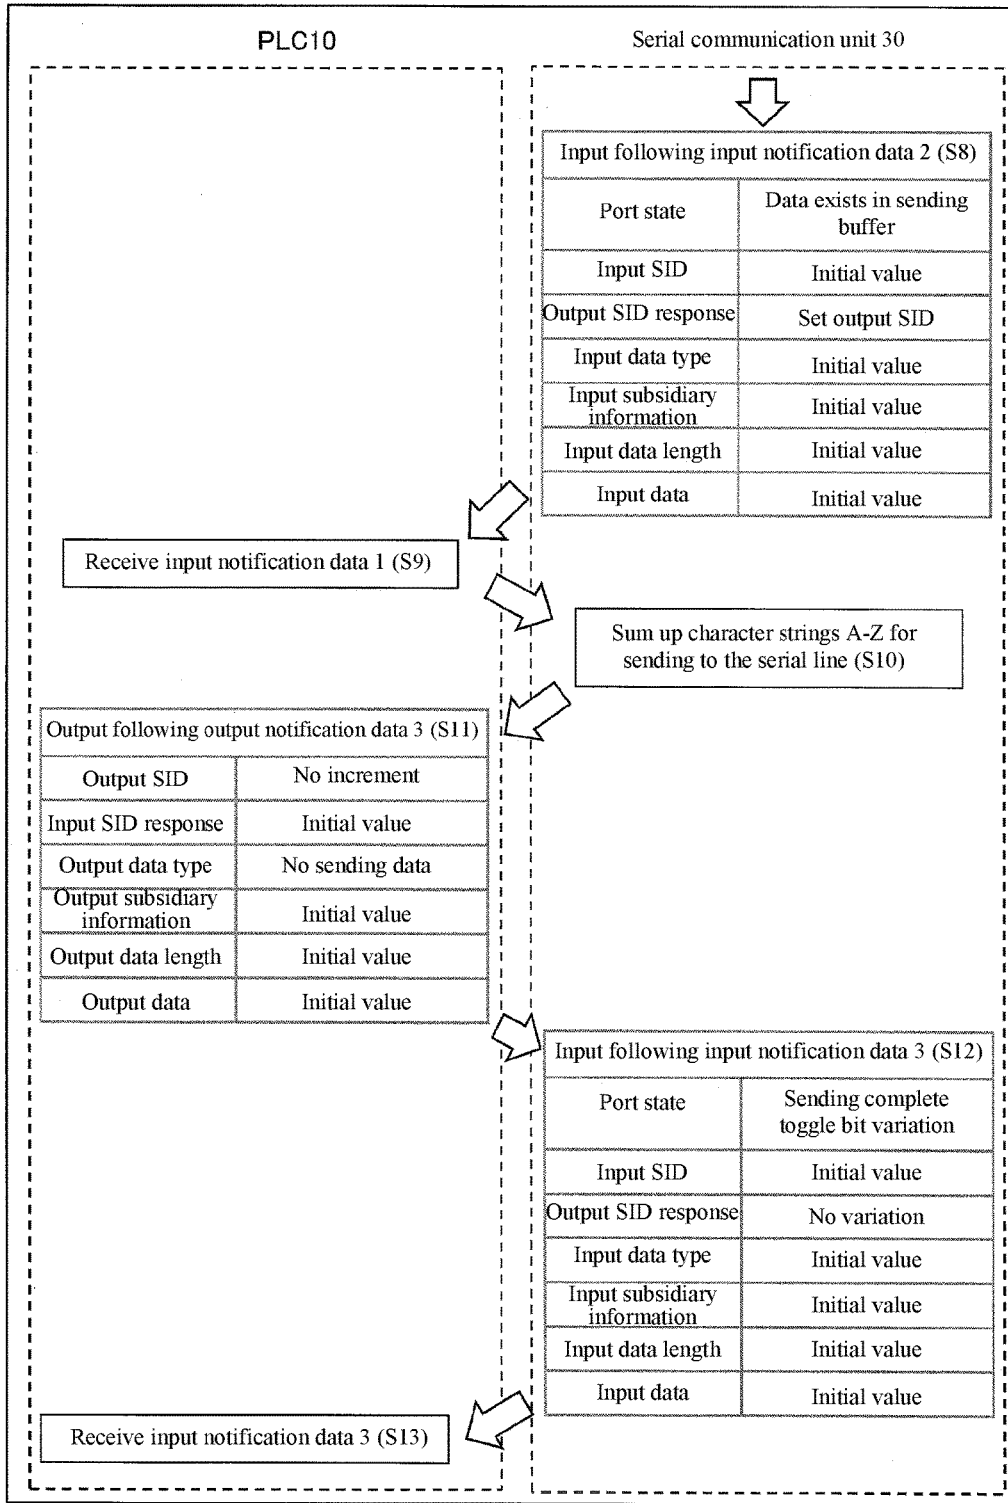 PLC10
Serial communication unit 30
Input following input notification data 2 (S8)
Port state
Data exists in sending
buffer
Input SID
Initial value
Output SID response
Set output SID
Input data type
Initial value
Input subsidiary
information
Initial value
Input data length
Initial value
Input data
Initial value
Receive input notification data 1 (S9)
Sum up character strings A-Z for
sending to the serial line (S10)
Output following output notification data 3 (S11)
Output SID
No increment
Input SID response
Initial value
Output data type
No sending data
Output subsidiary
information
Initial value
Output data length
Initial value
Output data
Initial value
Input following input notification data 3 (S12)
Port state
Sending complete
toggle bit variation
Input SID
Initial value
Output SID response
No variation
Input data type
Initial value
Input subsidiary
information
Initial value
Input data length
Initial value
Input data
Initial value
Receive input notification data 3 (S13)